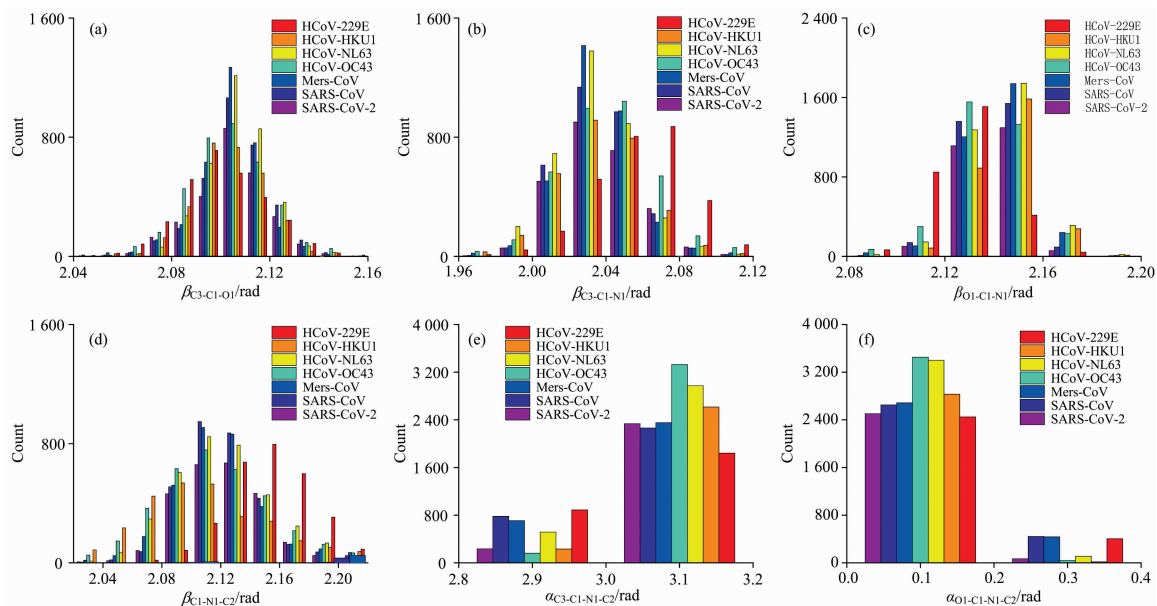 (a)
1 600
800
0
Count
HCoV-229E
HCoV-HKU1
HCoV-NL63
HCoV-OC43
Mers-CoV
SARS-CoV
SARS-CoV-2
2.04 2.08 2.12 2.16
βC3-C1-O1/rad
(b)
1 600
800
0
Count
HCoV-229E
HCoV-HKU1
HCoV-NL63
HCoV-OC43
Mers-CoV
SARS-CoV
SARS-CoV-2
1.96 2.00 2.04 2.08 2.12
βC3-C1-N1/rad
(c)
2 400
1 600
800
0
Count
HCoV-229E
HCoV-HKU1
HCoV-NL63
HCoV-OC43
Mers-CoV
SARS-CoV
SARS-CoV-2
2.08 2.11 2.14 2.17 2.20
βO1-C1-N1/rad
(d)
1 600
800
0
Count
HCoV-229E
HCoV-HKU1
HCoV-NL63
HCoV-OC43
Mers-CoV
SARS-CoV
SARS-CoV-2
2.04 2.08 2.12 2.16 2.20
βC1-N1-C2/rad
(e)
4 000
3 200
2 400
1 600
800
0
Count
HCoV-229E
HCoV-HKU1
HCoV-NL63
HCoV-OC43
Mers-CoV
SARS-CoV
SARS-CoV-2
2.8 2.9 3.0 3.1 3.2
αC3-C1-N1-C2/rad
(f)
4 000
3 200
2 400
1 600
800
0
Count
HCoV-229E
HCoV-HKU1
HCoV-NL63
HCoV-OC43
Mers-CoV
SARS-CoV
SARS-CoV-2
0.0 0.1 0.2 0.3 0.4
αO1-C1-N1-C2/rad